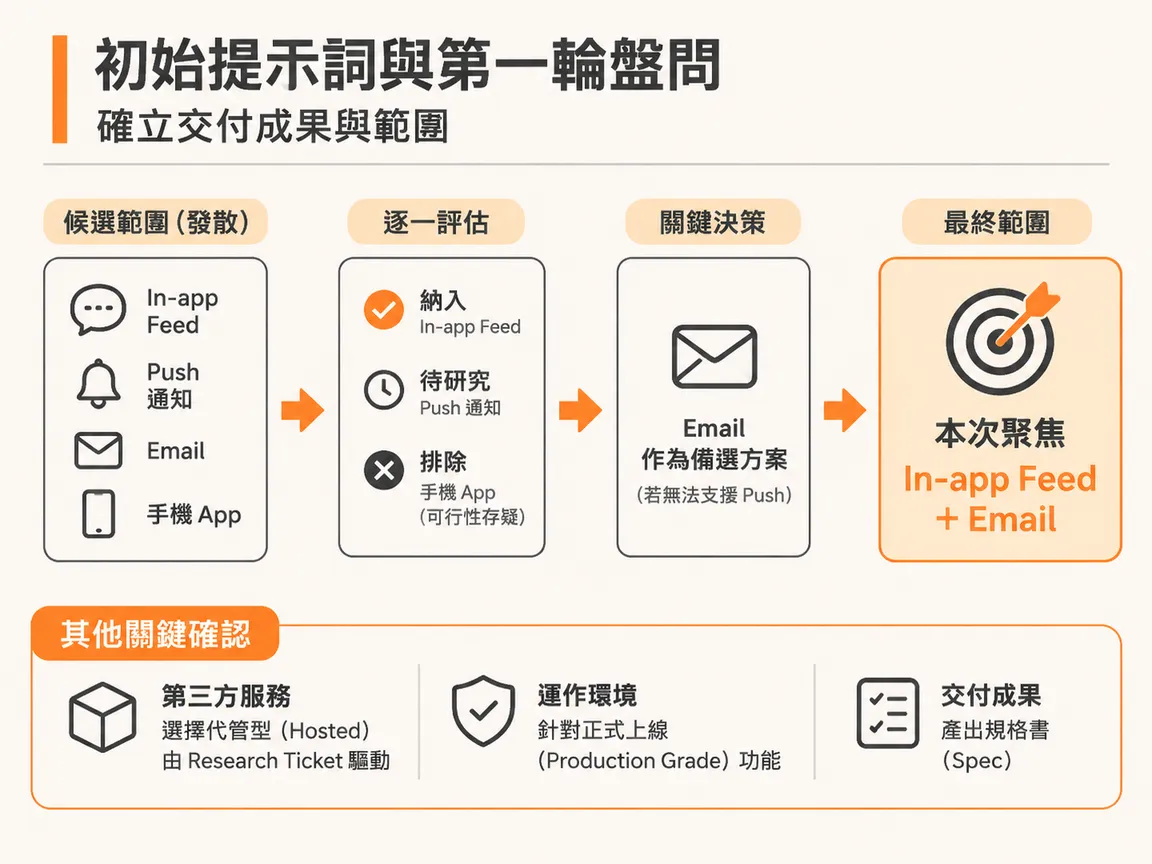 初始提示詞與第一輪盤問
確立交付成果與範圍
候選範圍(發散)
In-app
Feed
Push
通知
Email
手機 App
逐一評估
納入
In-app Feed
待研究
Push 通知
排除
手機 App
(可行性存疑)
關鍵決策
Email
作為備選方案
(若無法支援 Push)
最終範圍
本次聚焦
In-app Feed
+ Email
其他關鍵確認
第三方服務
選擇代管型 (Hosted)
由 Research Ticket 驅動
運作環境
針對正式上線
(Production Grade) 功能
交付成果
產出規格書
(Spec)